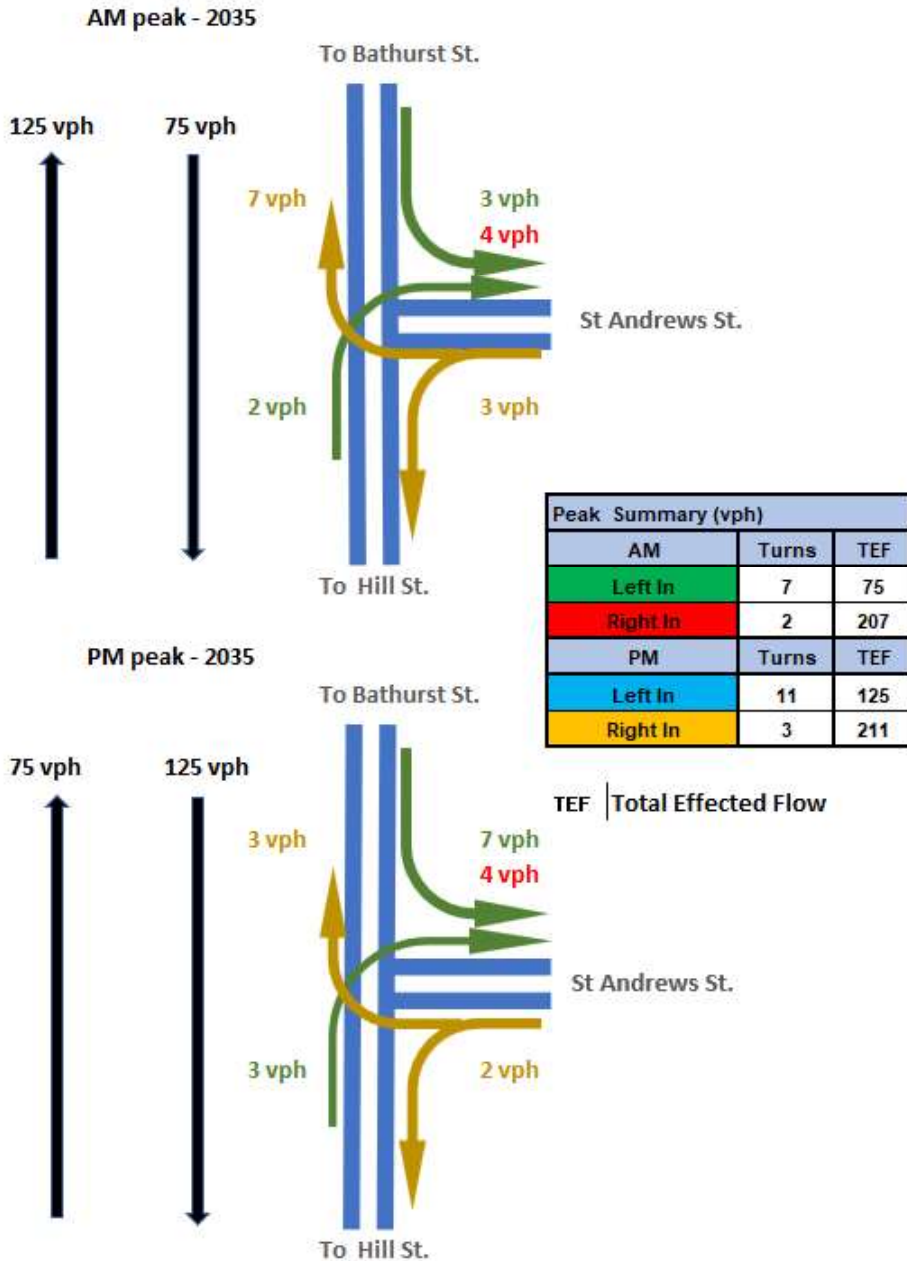 AM peak - 2035
To Bathurst St.
125 vph
75 vph
7 vph
3 vph
4 vph
St Andrews St.
2 vph
3 vph
To Hill St.
Peak Summary (vph)
AM Turns TEF
Left In 7 75
Right In 2 207
PM Turns TEF
Left In 11 125
Right In 3 211
TEF Total Effected Flow
PM peak - 2035
To Bathurst St.
75 vph
125 vph
3 vph
7 vph
4 vph
St Andrews St.
3 vph
2 vph
To Hill St.